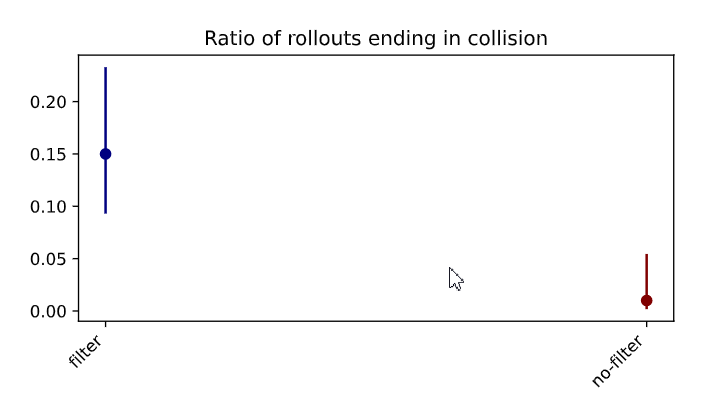 Ratio of rollouts ending in collision
0.20
0.15
0.10
0.05
0.00
filter
no-filter